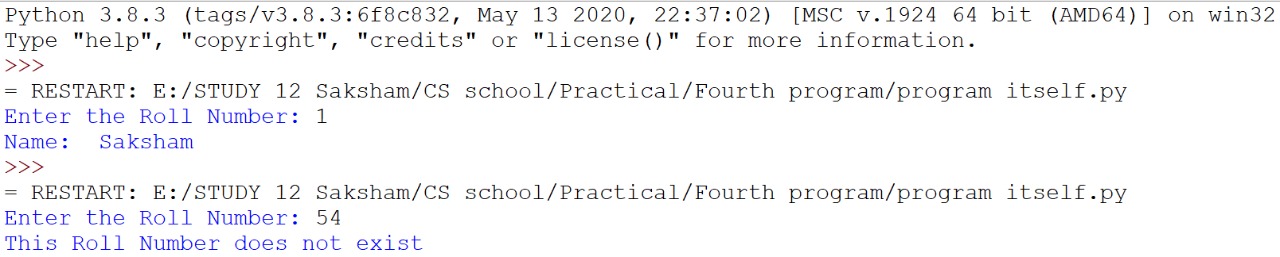 Python 3.8.3 (tags/v3.8.3:6f8c832, May 13 2020, 22:37:02) [MSC v.1924 64 bit (AMD64)] on win32
Type "help", "copyright", "credits" or "license()" for more information.
>>>
= RESTART: E:/STUDY 12 Saksham/CS school/Practical/Fourth program/program itself.py
Enter the Roll Number: 1
Name:  Saksham
>>>
= RESTART: E:/STUDY 12 Saksham/CS school/Practical/Fourth program/program itself.py
Enter the Roll Number: 54
This Roll Number does not exist